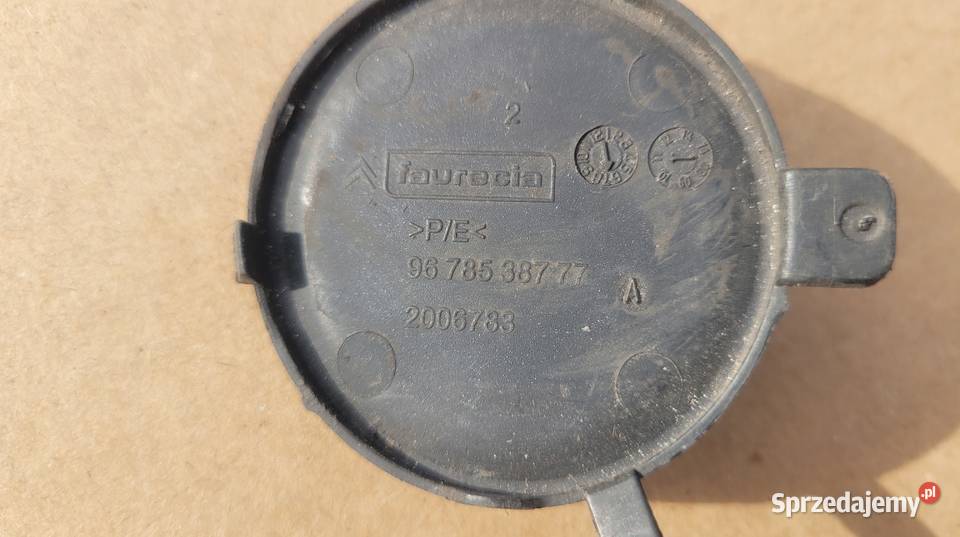 2
faurecia
>P/E<
96 785 387 77
A
2006783
Sprzedajemy.pl